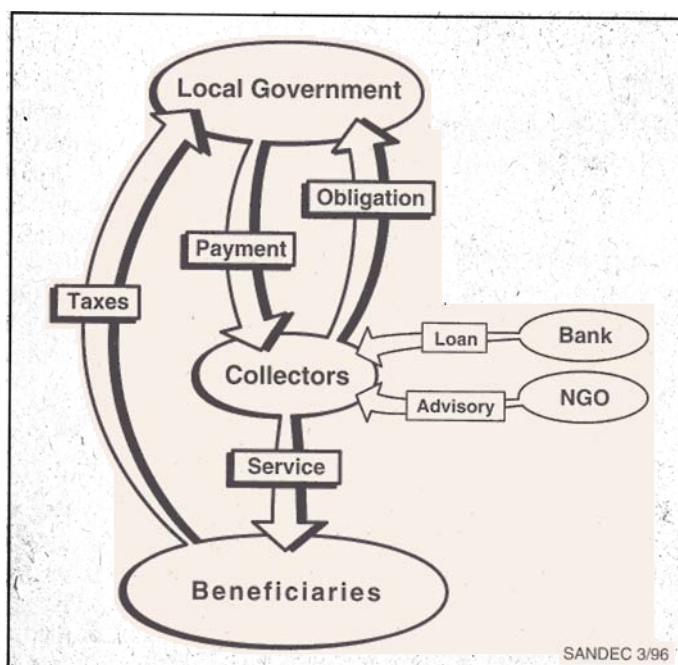 Local Government
Obligation
Payment
Taxes
Loan
Bank
Collectors
Advisory
NGO
Service
Beneficiaries
SANDEC 3/96